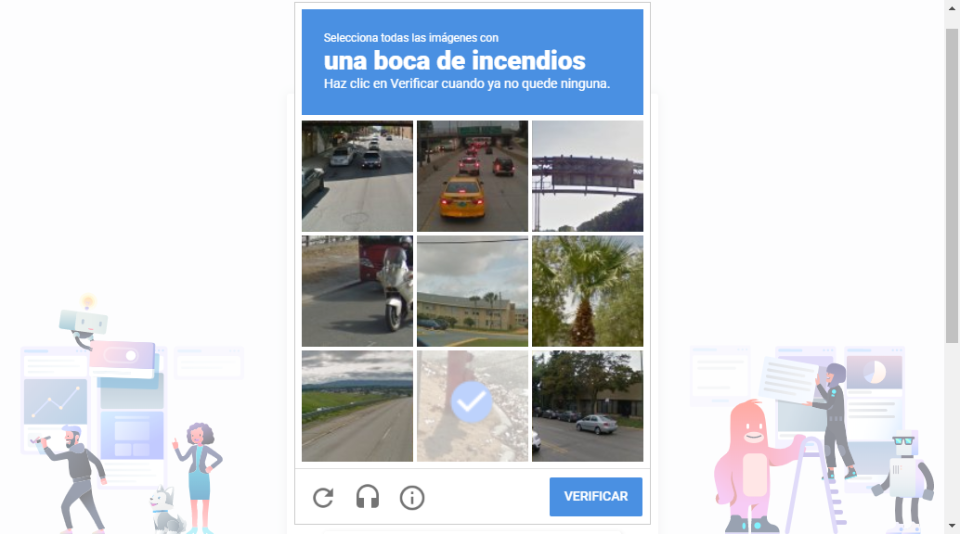 Selecciona todas las imágenes con
una boca de incendios
Haz clic en Verificar cuando ya no quede ninguna.
VERIFICAR